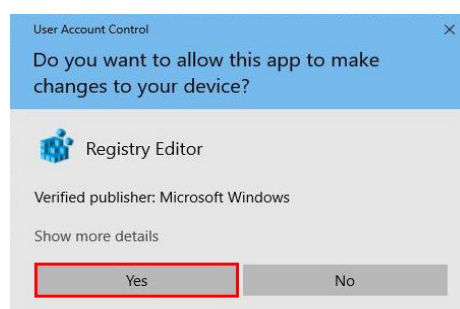 User Account Control
Do you want to allow this app to make
changes to your device?
Registry Editor
Verified publisher: Microsoft Windows
Show more details
Yes
No